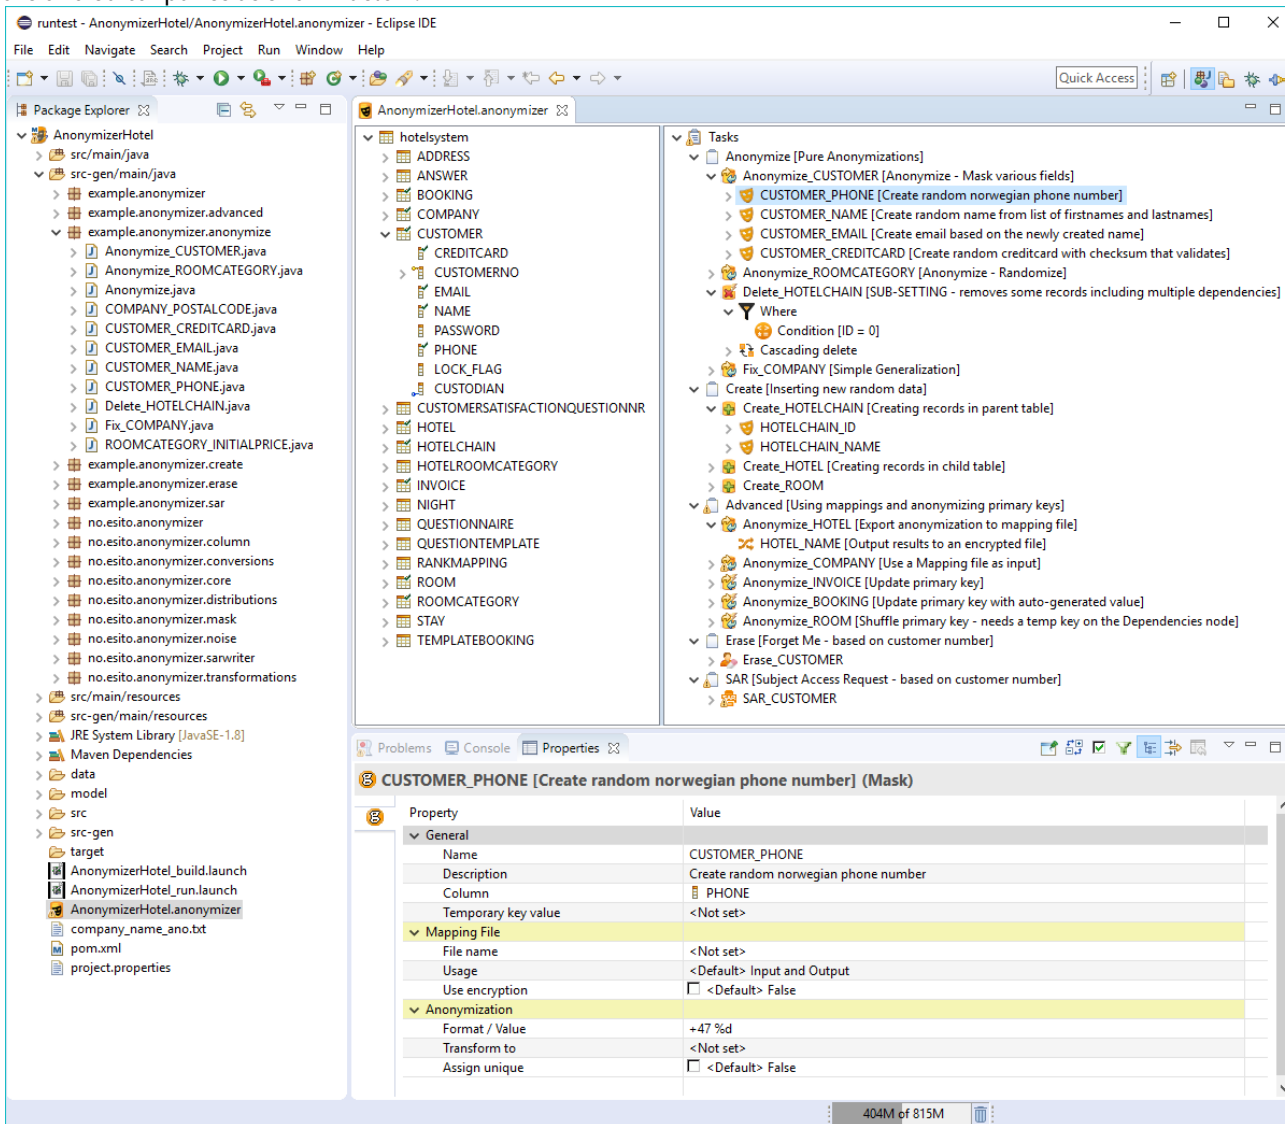 runtest - AnonymizerHotel/AnonymizerHotel.anonymizer - Eclipse IDE
File Edit Navigate Search Project Run Window Help
Quick Access
Package Explorer
AnonymizerHotel
src/main/java
src-gen/main/java
example.anonymizer
example.anonymizer.advanced
example.anonymizer.anonymize
Anonymize_CUSTOMER.java
Anonymize_ROOMCATEGORY.java
Anonymize.java
COMPANY_POSTALCODE.java
CUSTOMER_CREDITCARD.java
CUSTOMER_EMAIL.java
CUSTOMER_NAME.java
CUSTOMER_PHONE.java
Delete_HOTELCHAIN.java
Fix_COMPANY.java
ROOMCATEGORY_INITIALPRICE.java
example.anonymizer.create
example.anonymizer.erase
example.anonymizer.sar
no.esito.anonymizer
no.esito.anonymizer.column
no.esito.anonymizer.conversions
no.esito.anonymizer.core
no.esito.anonymizer.distributions
no.esito.anonymizer.mask
no.esito.anonymizer.noise
no.esito.anonymizer.sarwriter
no.esito.anonymizer.transformations
src/main/resources
src-gen/main/resources
JRE System Library [JavaSE-1.8]
Maven Dependencies
data
model
src
src-gen
target
AnonymizerHotel_build.launch
AnonymizerHotel_run.launch
AnonymizerHotel.anonymizer
company_name_ano.txt
pom.xml
project.properties
AnonymizerHotel.anonymizer
hotelsystem
ADDRESS
ANSWER
BOOKING
COMPANY
CUSTOMER
CREDITCARD
CUSTOMERNO
EMAIL
NAME
PASSWORD
PHONE
LOCK_FLAG
CUSTODIAN
CUSTOMERSATISFACTIONQUESTIONNR
HOTEL
HOTELCHAIN
HOTELROOMCATEGORY
INVOICE
NIGHT
QUESTIONNAIRE
QUESTIONTEMPLATE
RANKMAPPING
ROOM
ROOMCATEGORY
STAY
TEMPLATEBOOKING
Tasks
Anonymize [Pure Anonymizations]
Anonymize_CUSTOMER [Anonymize - Mask various fields]
CUSTOMER_PHONE [Create random norwegian phone number]
CUSTOMER_NAME [Create random name from list of firstnames and lastnames]
CUSTOMER_EMAIL [Create email based on the newly created name]
CUSTOMER_CREDITCARD [Create random creditcard with checksum that validates]
Anonymize_ROOMCATEGORY [Anonymize - Randomize]
Delete_HOTELCHAIN [SUB-SETTING - removes some records including multiple dependencies]
Where
Condition [ID = 0]
Cascading delete
Fix_COMPANY [Simple Generalization]
Create [Inserting new random data]
Create_HOTELCHAIN [Creating records in parent table]
HOTELCHAIN_ID
HOTELCHAIN_NAME
Create_HOTEL [Creating records in child table]
Create_ROOM
Advanced [Using mappings and anonymizing primary keys]
Anonymize_HOTEL [Export anonymization to mapping file]
HOTEL_NAME [Output results to an encrypted file]
Anonymize_COMPANY [Use a Mapping file as input]
Anonymize_INVOICE [Update primary key]
Anonymize_BOOKING [Update primary key with auto-generated value]
Anonymize_ROOM [Shuffle primary key - needs a temp key on the Dependencies node]
Erase [Forget Me - based on customer number]
Erase_CUSTOMER
SAR [Subject Access Request - based on customer number]
SAR_CUSTOMER
Problems Console Properties
CUSTOMER_PHONE [Create random norwegian phone number] (Mask)
Property Value
General
Name CUSTOMER_PHONE
Description Create random norwegian phone number
Column PHONE
Temporary key value <Not set>
Mapping File
File name <Not set>
Usage <Default> Input and Output
Use encryption <Default> False
Anonymization
Format / Value +47 %d
Transform to <Not set>
Assign unique <Default> False
404M of 815M